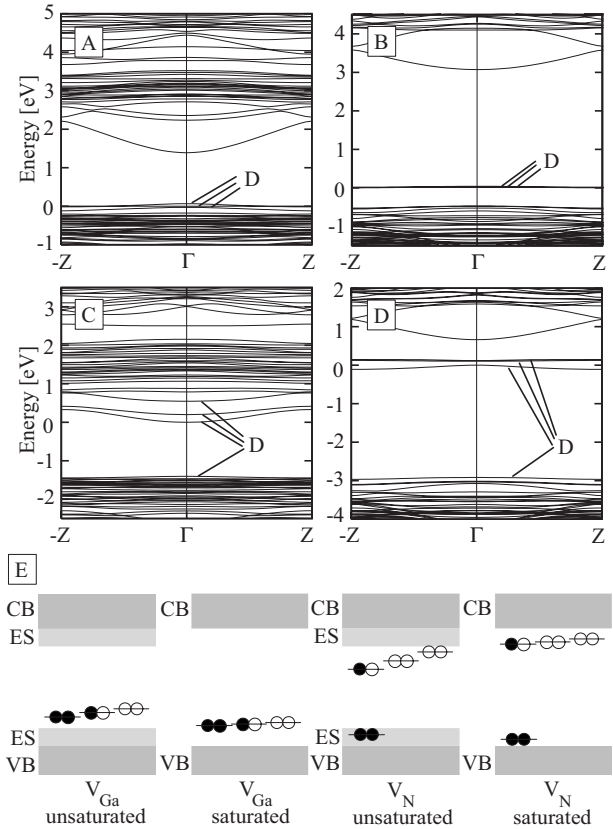 5
4
3
2
1
0
-1
Energy [eV]
A
D
-Z Γ Z
4
3
2
1
0
-1
B
D
-Z Γ Z
3
2
1
0
-1
-2
Energy [eV]
C
D
-Z Γ Z
2
1
0
-1
-2
-3
-4
D
D
-Z Γ Z
E
CB
ES
ES
VB
V_Ga
unsaturated
CB
VB
V_Ga
saturated
CB
ES
ES
VB
V_N
unsaturated
CB
VB
V_N
saturated